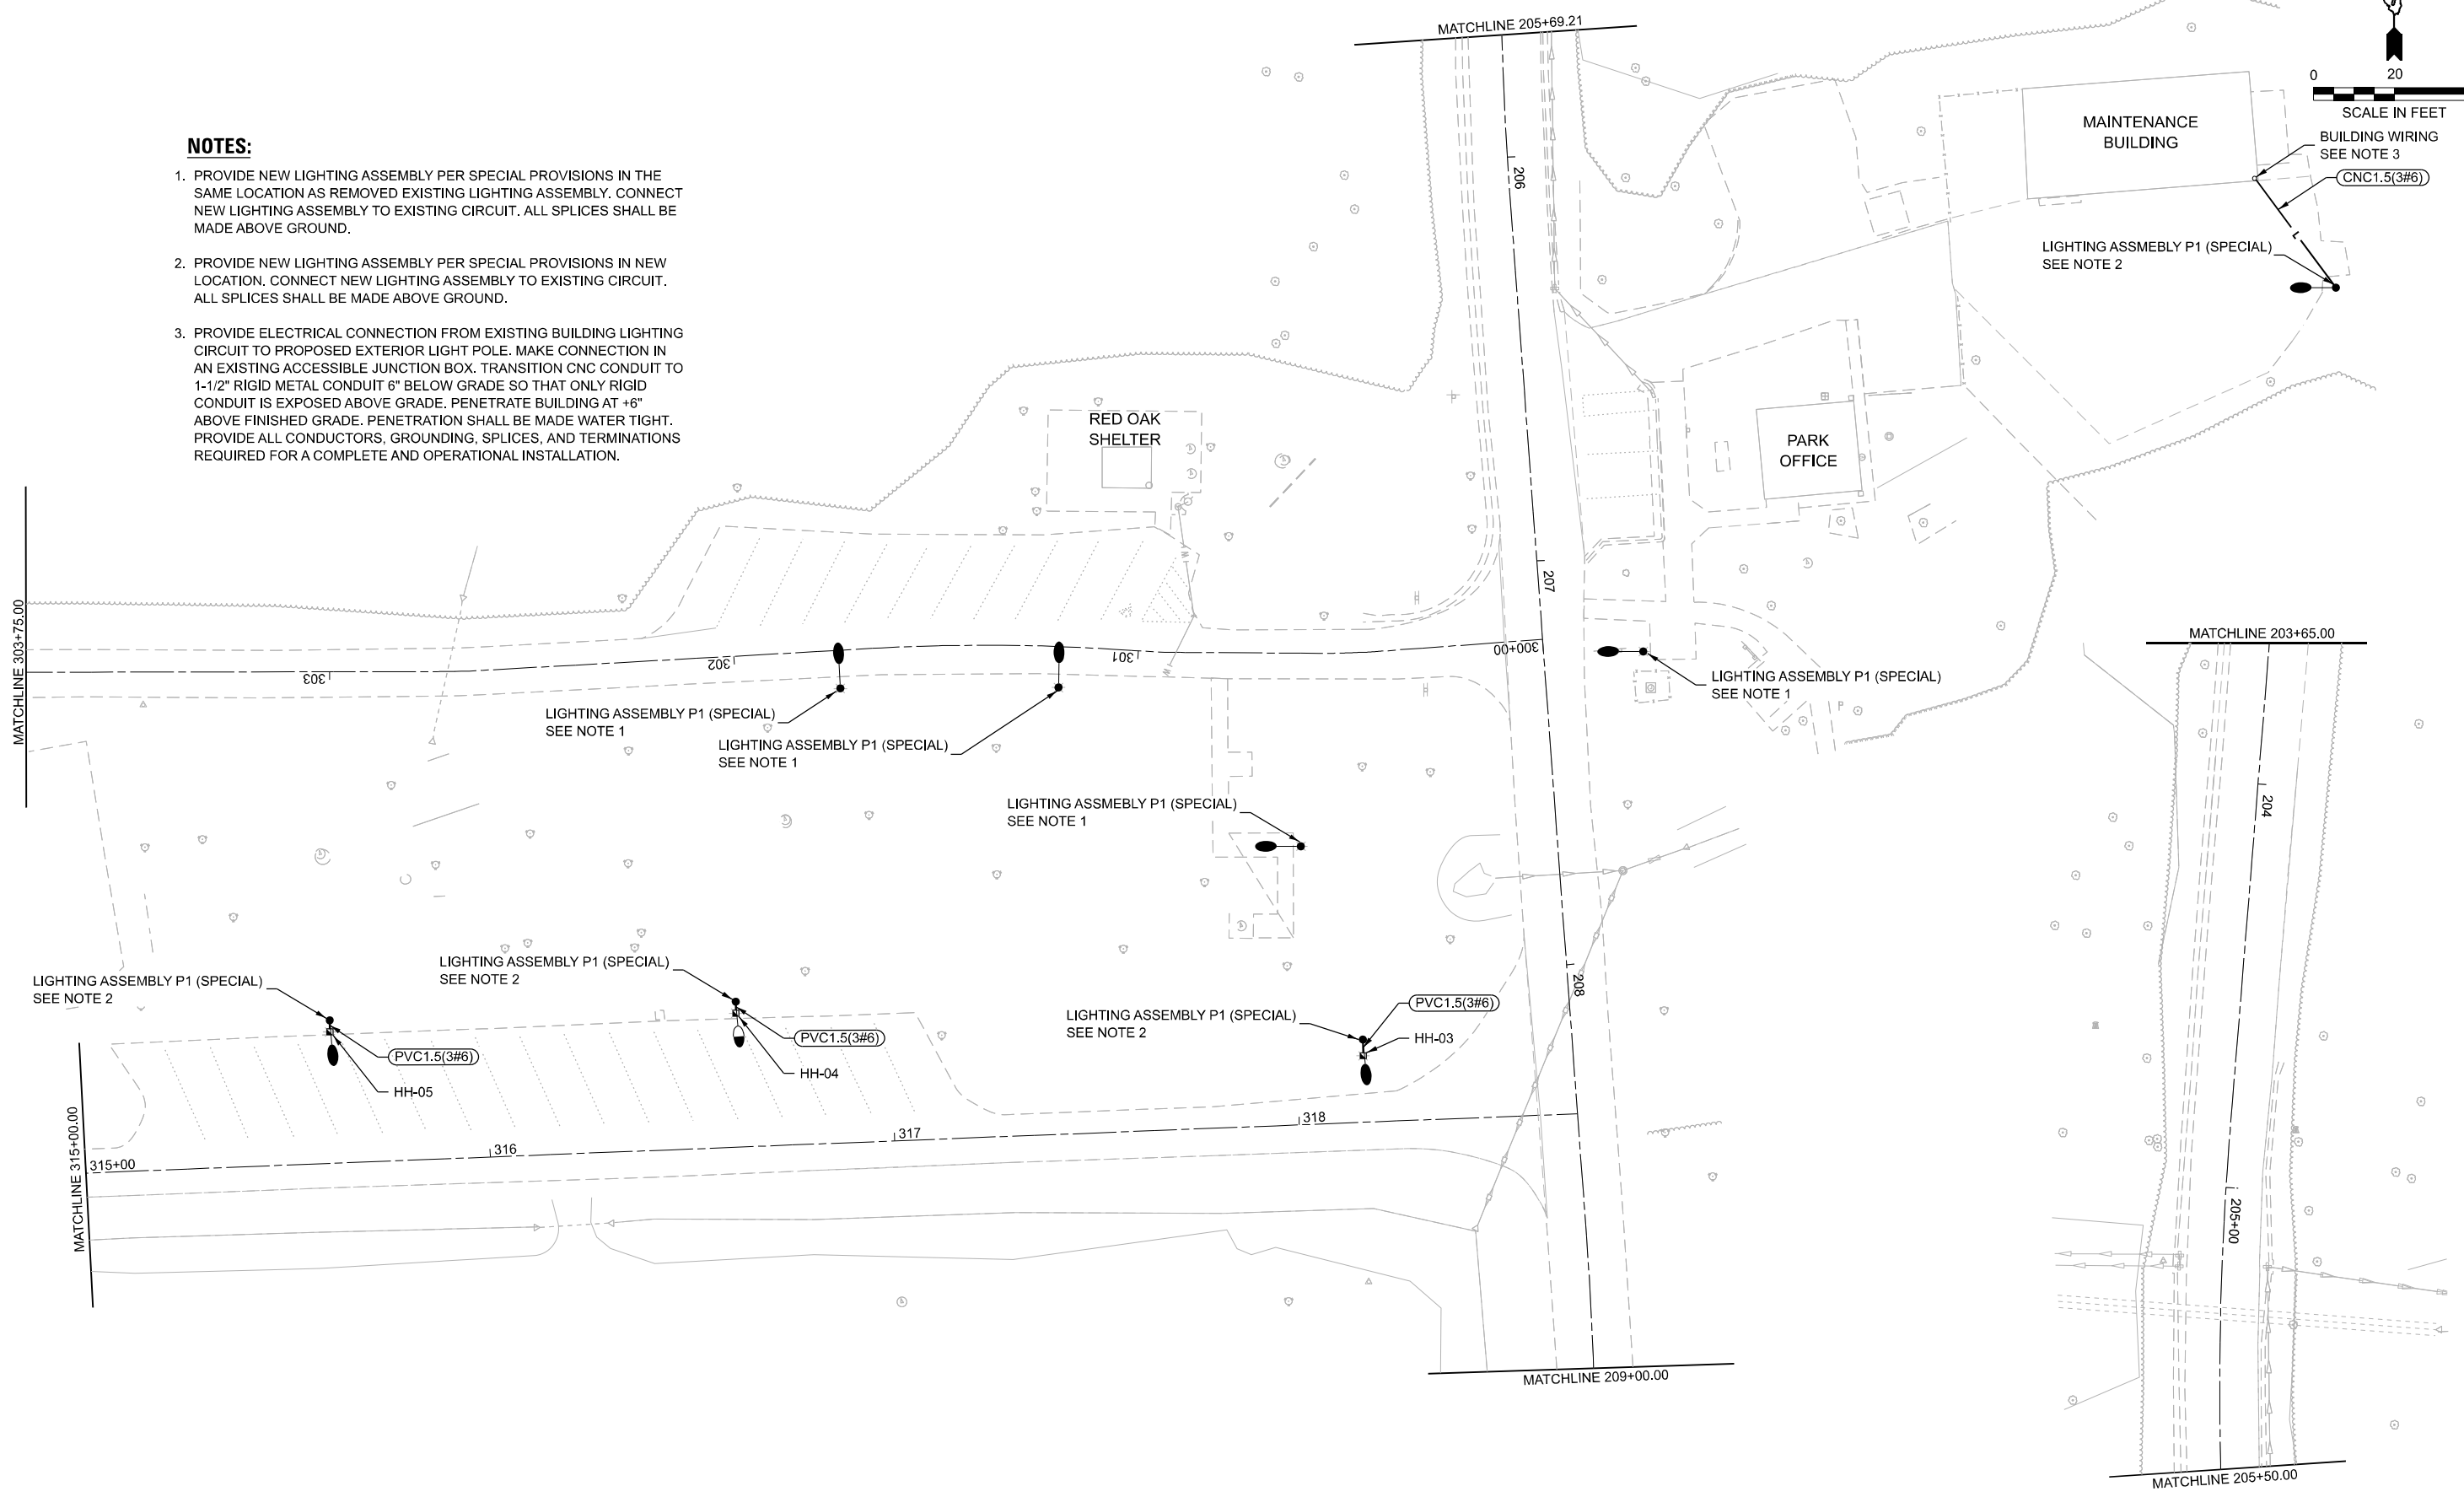 MATCHLINE 205+69.21
0
20
SCALE IN FEET
NOTES:
1. PROVIDE NEW LIGHTING ASSEMBLY PER SPECIAL PROVISIONS IN THE
SAME LOCATION AS REMOVED EXISTING LIGHTING ASSEMBLY. CONNECT
NEW LIGHTING ASSEMBLY TO EXISTING CIRCUIT. ALL SPLICES SHALL BE
MADE ABOVE GROUND.
2. PROVIDE NEW LIGHTING ASSEMBLY PER SPECIAL PROVISIONS IN NEW
LOCATION. CONNECT NEW LIGHTING ASSEMBLY TO EXISTING CIRCUIT.
ALL SPLICES SHALL BE MADE ABOVE GROUND.
3. PROVIDE ELECTRICAL CONNECTION FROM EXISTING BUILDING LIGHTING
CIRCUIT TO PROPOSED EXTERIOR LIGHT POLE. MAKE CONNECTION IN
AN EXISTING ACCESSIBLE JUNCTION BOX. TRANSITION CNC CONDUIT TO
1-1/2" RIGID METAL CONDUIT 6" BELOW GRADE SO THAT ONLY RIGID
CONDUIT IS EXPOSED ABOVE GRADE. PENETRATE BUILDING AT +6"
ABOVE FINISHED GRADE. PENETRATION SHALL BE MADE WATER TIGHT.
PROVIDE ALL CONDUCTORS, GROUNDING, SPLICES, AND TERMINATIONS
REQUIRED FOR A COMPLETE AND OPERATIONAL INSTALLATION.
MAINTENANCE
BUILDING
BUILDING WIRING
SEE NOTE 3
CNC1.5(3#6)
LIGHTING ASSMEBLY P1 (SPECIAL)
SEE NOTE 2
206
RED OAK
SHELTER
PARK
OFFICE
207
MATCHLINE 303+75.00
303
302
301
300+00
LIGHTING ASSEMBLY P1 (SPECIAL)
SEE NOTE 1
LIGHTING ASSEMBLY P1 (SPECIAL)
SEE NOTE 1
LIGHTING ASSEMBLY P1 (SPECIAL)
SEE NOTE 1
LIGHTING ASSMEBLY P1 (SPECIAL)
SEE NOTE 1
MATCHLINE 203+65.00
204
205+00
MATCHLINE 205+50.00
LIGHTING ASSEMBLY P1 (SPECIAL)
SEE NOTE 2
PVC1.5(3#6)
HH-05
LIGHTING ASSEMBLY P1 (SPECIAL)
SEE NOTE 2
PVC1.5(3#6)
HH-04
LIGHTING ASSEMBLY P1 (SPECIAL)
SEE NOTE 2
PVC1.5(3#6)
HH-03
208
MATCHLINE 315+00.00
315+00
316
317
318
MATCHLINE 209+00.00